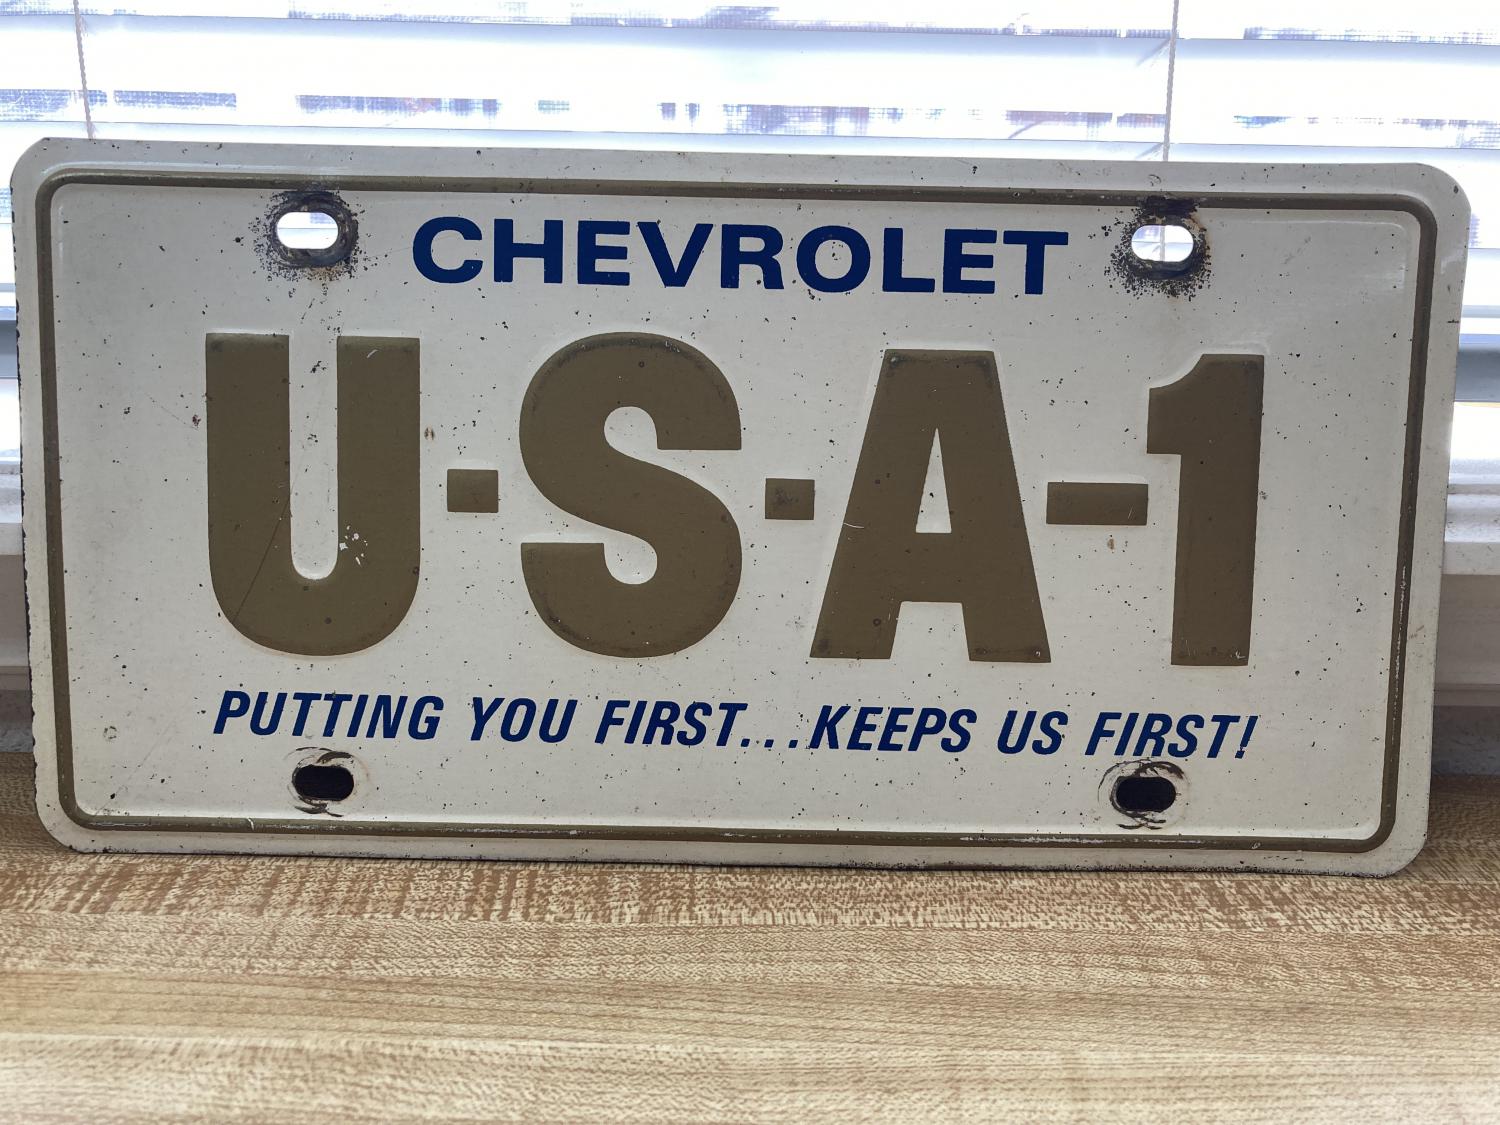 CHEVROLET
U-S-A-1
PUTTING YOU FIRST...KEEPS US FIRST!